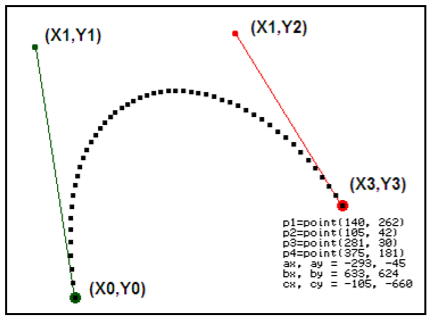 (X1,Y1)
(X1,Y2)
(X3,Y3)
p1=point(140, 262)
p2=point(105, 42)
p3=point(281, 30)
p4=point(375, 181)
ax, ay = -293, -45
bx, by = 633, 624
cx, cy = -105, -660
(X0,Y0)